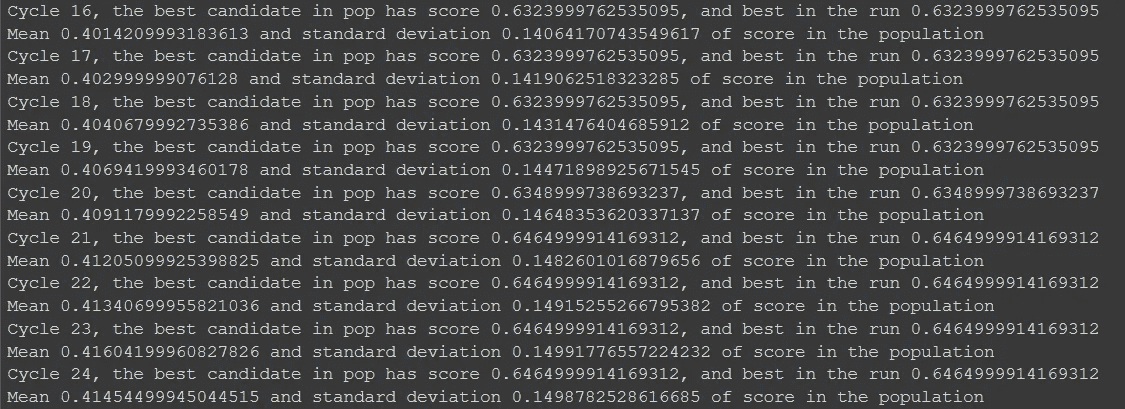 Cycle 16, the best candidate in pop has score 0.6323999762535095, and best in the run 0.6323999762535095
Mean 0.4014209993183613 and standard deviation 0.14064170743549617 of score in the population
Cycle 17, the best candidate in pop has score 0.6323999762535095, and best in the run 0.6323999762535095
Mean 0.402999999076128 and standard deviation 0.1419062518323285 of score in the population
Cycle 18, the best candidate in pop has score 0.6323999762535095, and best in the run 0.6323999762535095
Mean 0.4040679992735386 and standard deviation 0.1431476404685912 of score in the population
Cycle 19, the best candidate in pop has score 0.6323999762535095, and best in the run 0.6323999762535095
Mean 0.4069419993460178 and standard deviation 0.14471898925671545 of score in the population
Cycle 20, the best candidate in pop has score 0.6348999738693237, and best in the run 0.6348999738693237
Mean 0.4091179992258549 and standard deviation 0.14648353620337137 of score in the population
Cycle 21, the best candidate in pop has score 0.6464999914169312, and best in the run 0.6464999914169312
Mean 0.41205099925398825 and standard deviation 0.1482601016879656 of score in the population
Cycle 22, the best candidate in pop has score 0.6464999914169312, and best in the run 0.6464999914169312
Mean 0.41340699955821036 and standard deviation 0.14915255266795382 of score in the population
Cycle 23, the best candidate in pop has score 0.6464999914169312, and best in the run 0.6464999914169312
Mean 0.41604199960827826 and standard deviation 0.14991776557224232 of score in the population
Cycle 24, the best candidate in pop has score 0.6464999914169312, and best in the run 0.6464999914169312
Mean 0.41454499945044515 and standard deviation 0.1498782528616685 of score in the population